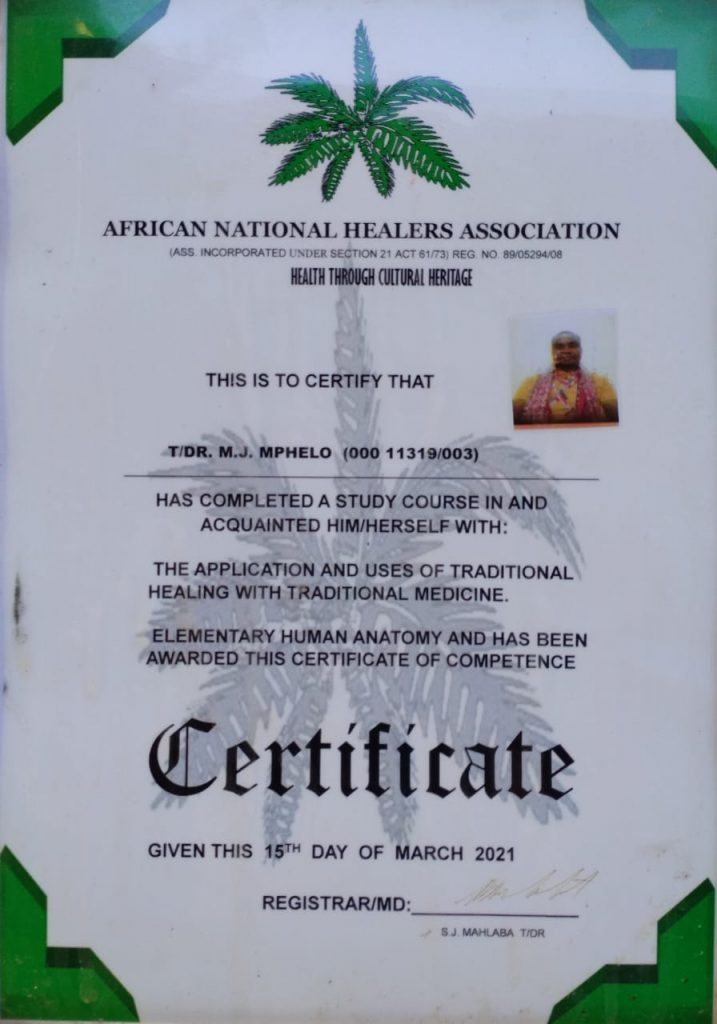 AFRICAN NATIONAL HEALERS ASSOCIATION
(ASS. INCORPORATED UNDER SECTION 21 ACT 61/73) REG. NO. 89/05294/08
HEALTH THROUGH CULTURAL HERITAGE
THIS IS TO CERTIFY THAT
T/DR. M.J. MPHELO (000 11319/003)
HAS COMPLETED A STUDY COURSE IN AND
ACQUAINTED HIM/HERSELF WITH:
THE APPLICATION AND USES OF TRADITIONAL
HEALING WITH TRADITIONAL MEDICINE.
ELEMENTARY HUMAN ANATOMY AND HAS BEEN
AWARDED THIS CERTIFICATE OF COMPETENCE
Certificate
GIVEN THIS 15TH DAY OF MARCH 2021
REGISTRAR/MD:
S.J. MAHLABA T/DR